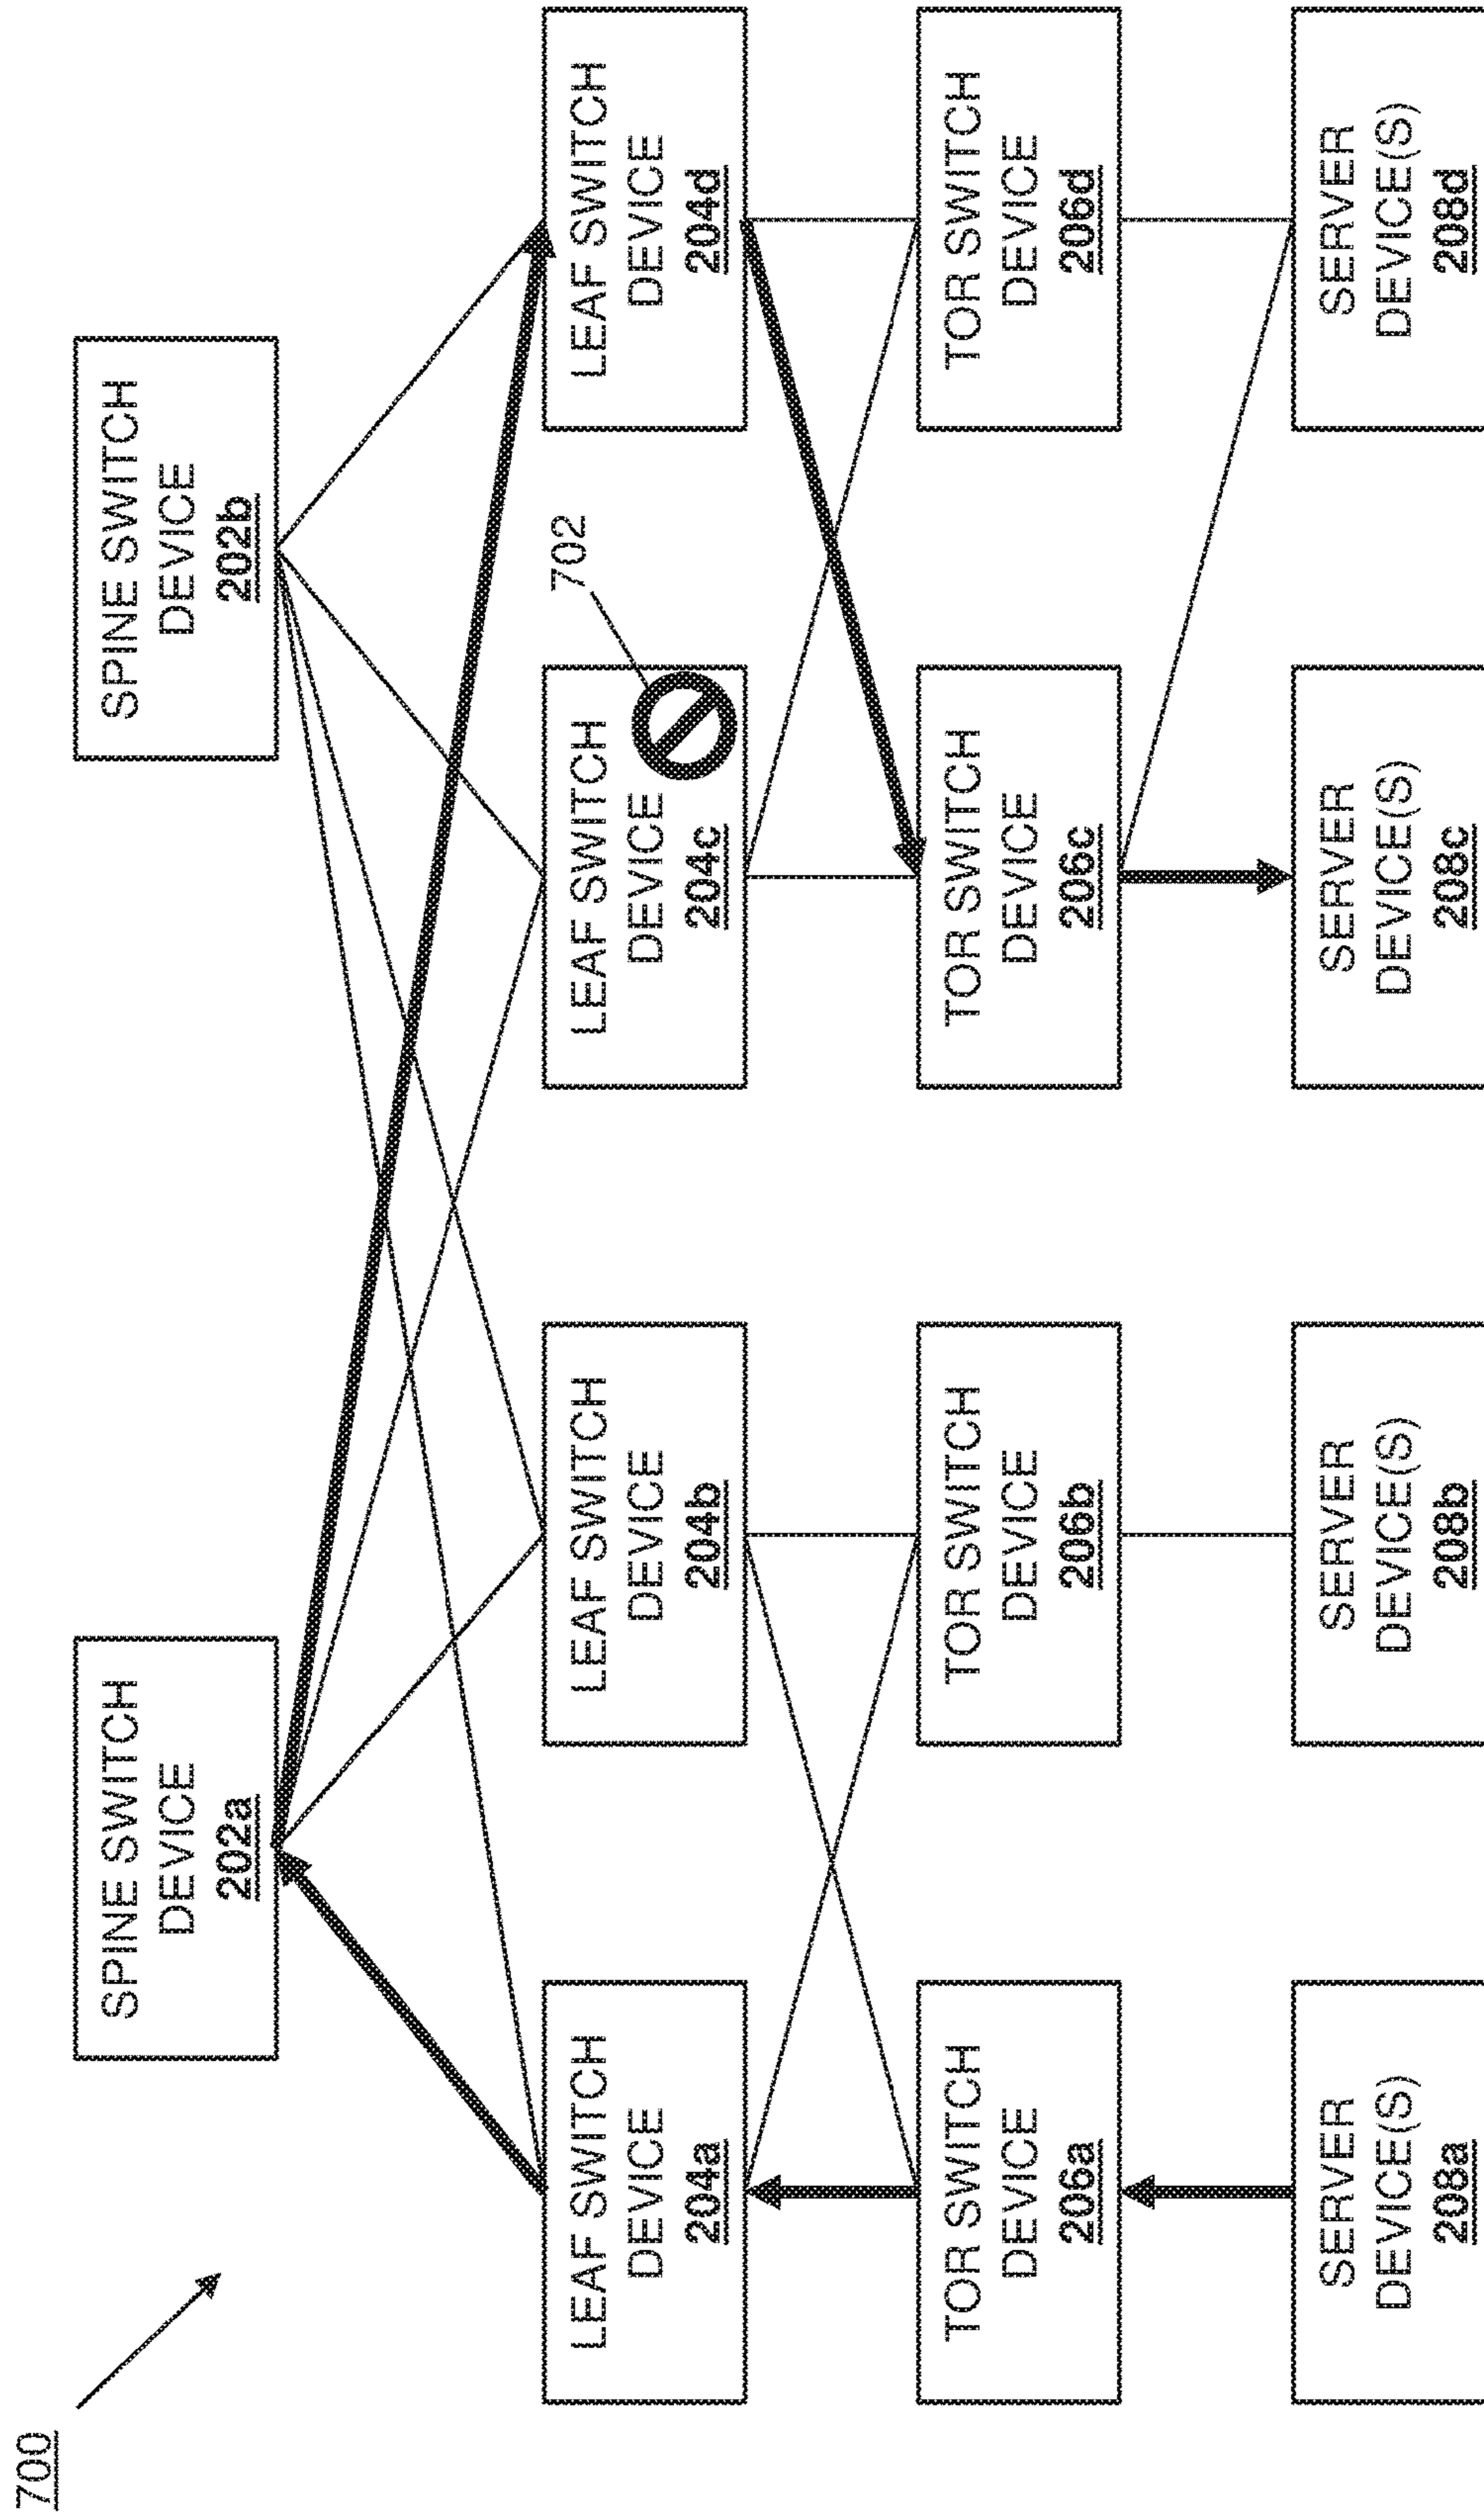 700
SPINE SWITCH
DEVICE
202a
SPINE SWITCH
DEVICE
202b
LEAF SWITCH
DEVICE
204a
LEAF SWITCH
DEVICE
204b
LEAF SWITCH
DEVICE
204c
702
LEAF SWITCH
DEVICE
204d
TOR SWITCH
DEVICE
206a
TOR SWITCH
DEVICE
206b
TOR SWITCH
DEVICE
206c
TOR SWITCH
DEVICE
206d
SERVER
DEVICE(S)
208a
SERVER
DEVICE(S)
208b
SERVER
DEVICE(S)
208c
SERVER
DEVICE(S)
208d